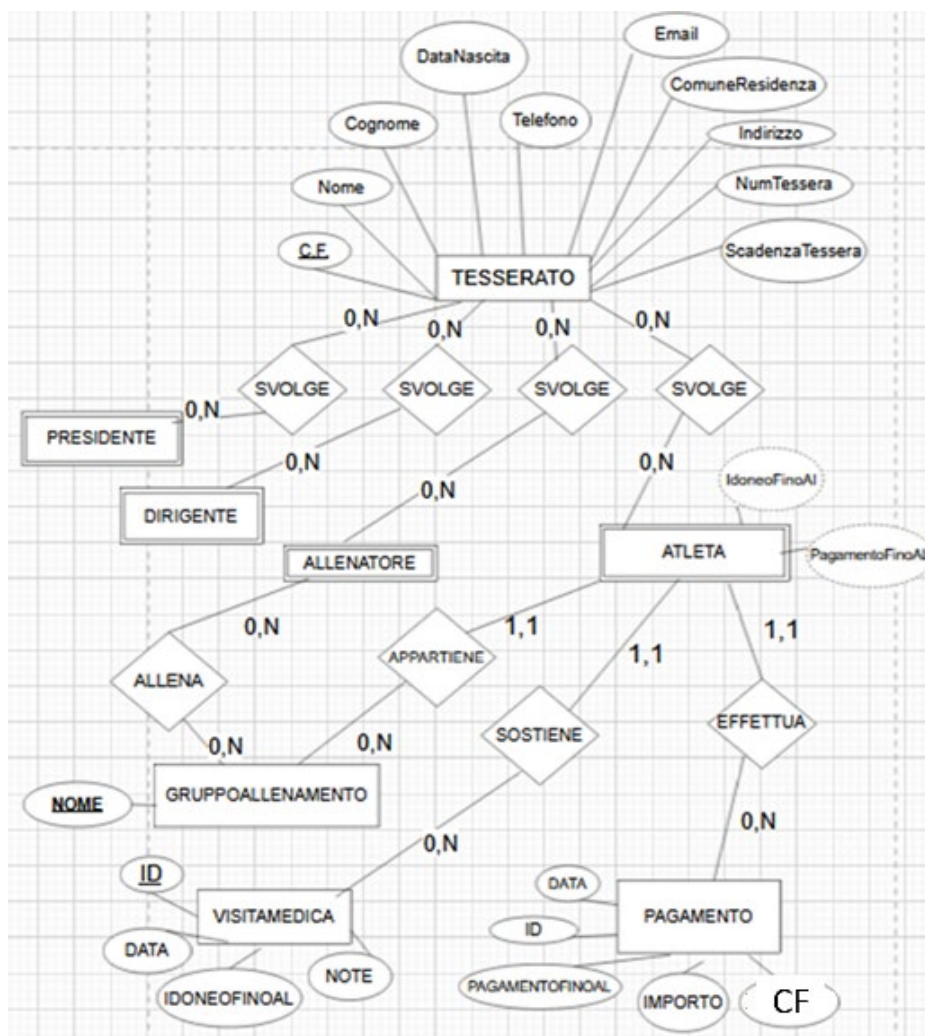 Email
DataNascita
ComuneResidenza
Cognome
Telefono
Indirizzo
Nome
NumTessera
C.F.
ScadenzaTessera
TESSERATO
0,N
0,N
0,N
0,N
SVOLGE
SVOLGE
SVOLGE
SVOLGE
0,N
PRESIDENTE
0,N
0,N
0,N
IdoneoFinoAl
DIRIGENTE
ALLENATORE
ATLETA
PagamentoFinoAl
0,N
1,1
1,1
1,1
ALLENA
APPARTIENE
SOSTIENE
EFFETTUA
0,N
0,N
NOME
GRUPPOALLENAMENTO
0,N
0,N
ID
VISITAMEDICA
DATA
PAGAMENTO
ID
DATA
NOTE
IDONEOFINOAL
PAGAMENTOFINOAL
IMPORTO
CF